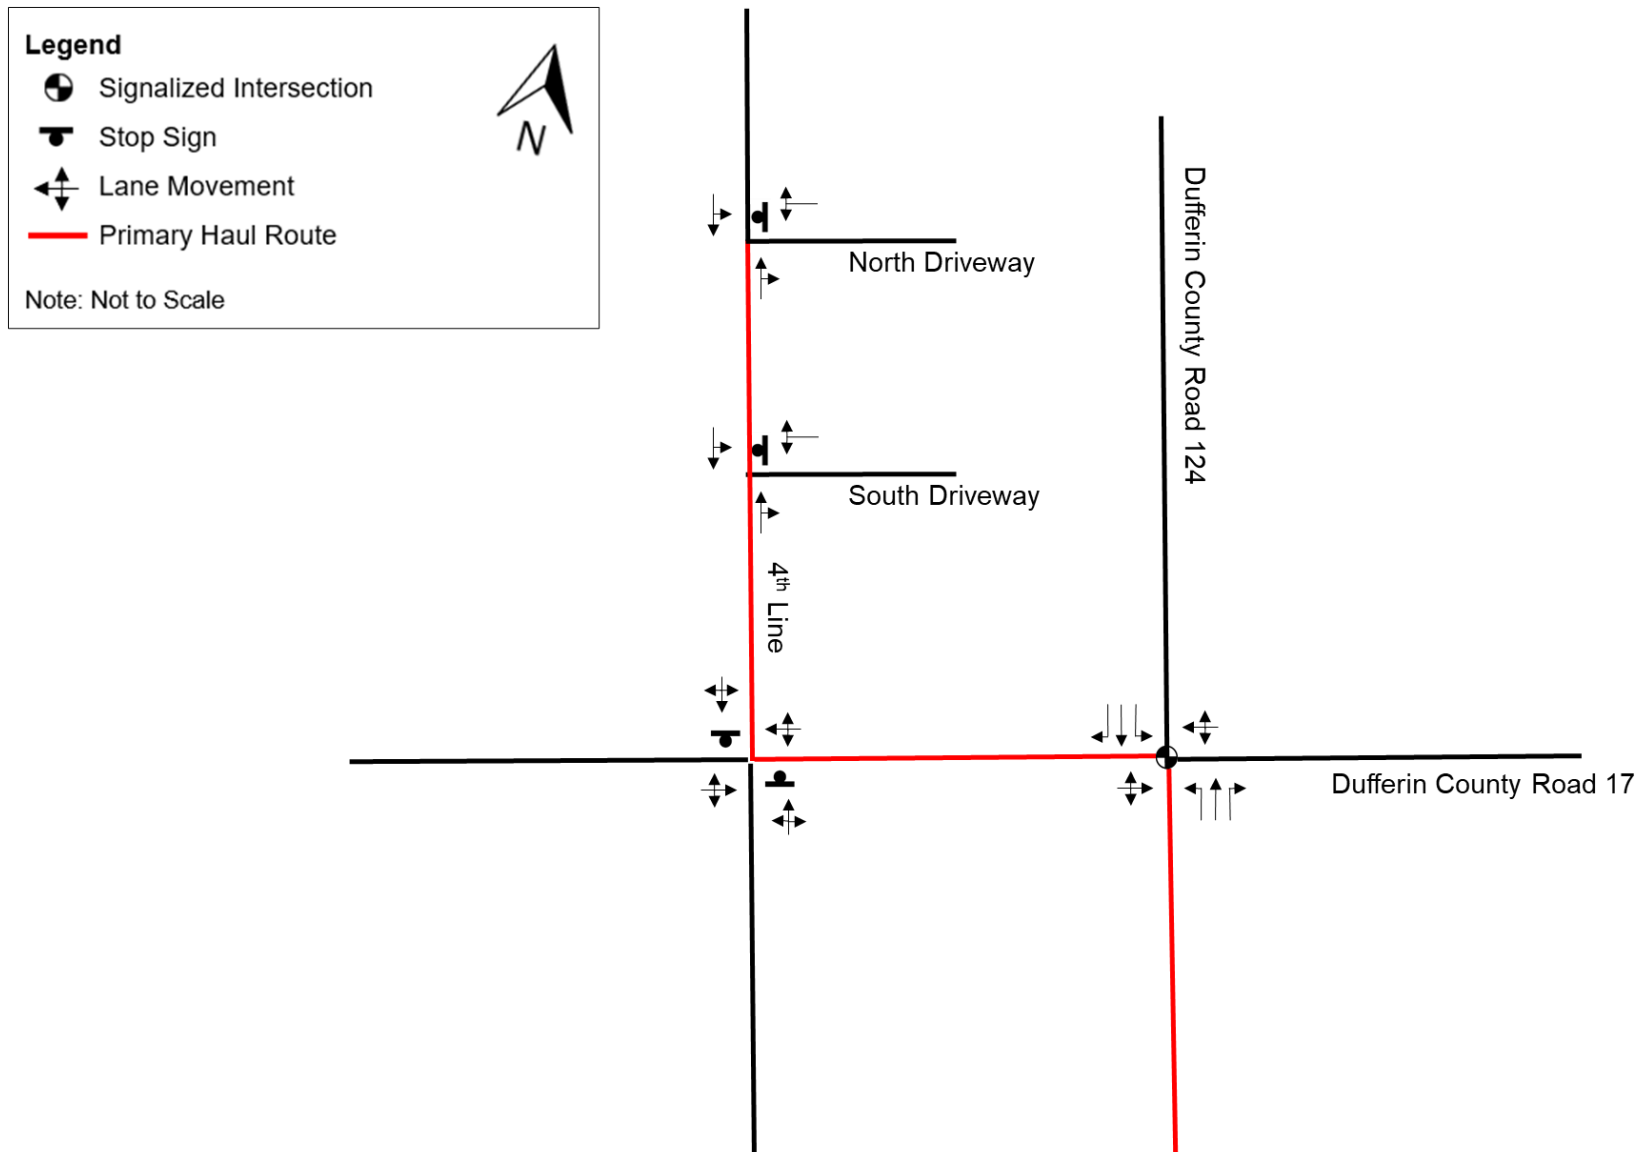 Legend
Signalized Intersection
Stop Sign
Lane Movement
Primary Haul Route
Note: Not to Scale
N
North Driveway
South Driveway
4th Line
Dufferin County Road 124
Dufferin County Road 17